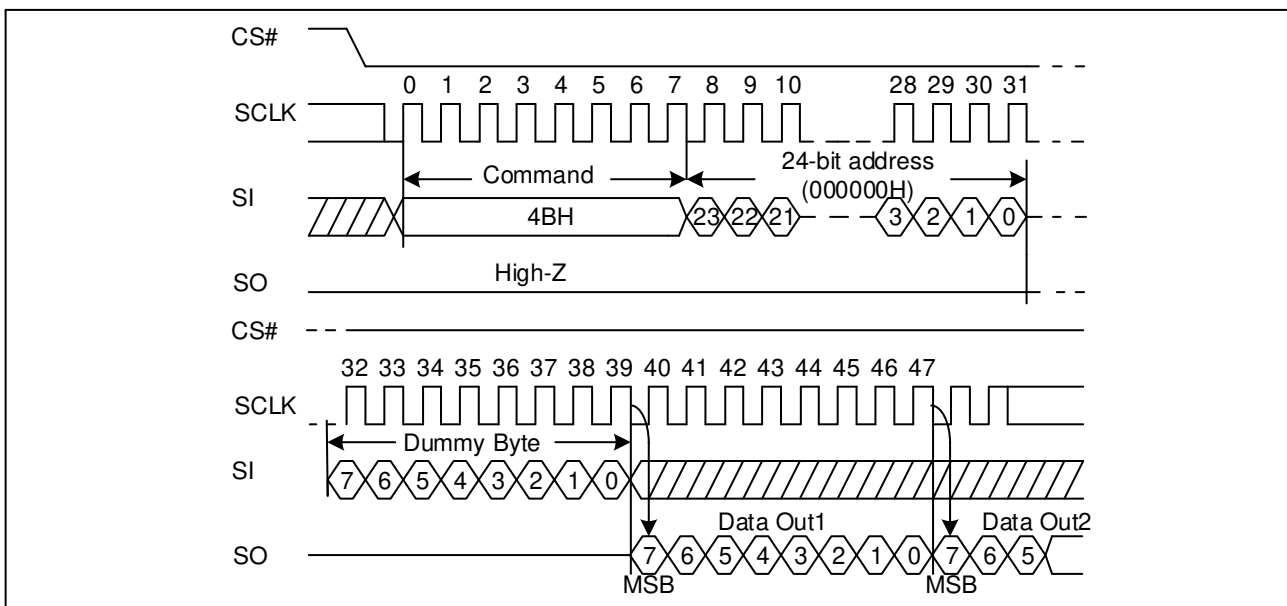 CS#
0 1 2 3 4 5 6 7 8 9 10 28 29 30 31
SCLK
Command 24-bit address
(000000H)
SI
4BH 23 22 21 3 2 1 0
High-Z
SO
CS#
32 33 34 35 36 37 38 39 40 41 42 43 44 45 46 47
SCLK
Dummy Byte
SI
7 6 5 4 3 2 1 0
Data Out1 Data Out2
SO
7 6 5 4 3 2 1 0 7 6 5
MSB MSB